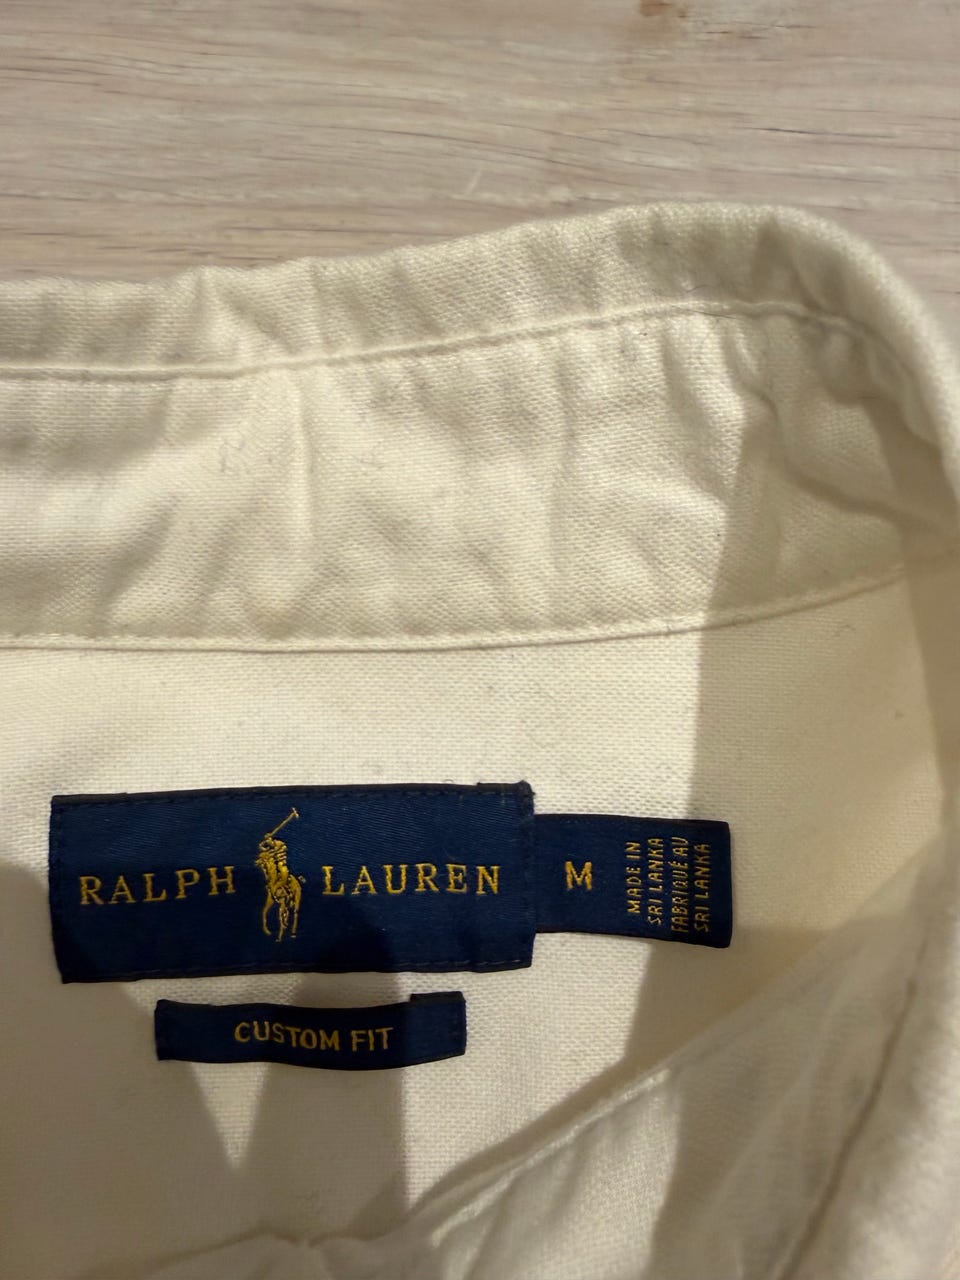 RALPH LAUREN
M
MADE IN
SRI LANKA
FABRIQUÉ AU
SRI LANKA
CUSTOM FIT